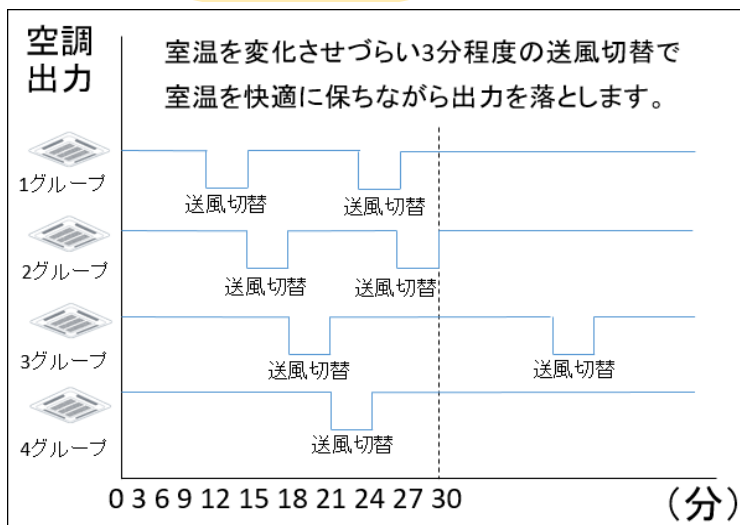 空調
出力
室温を変化させづらい3分程度の送風切替で
室温を快適に保ちながら出力を落とします。
1グループ
送風切替
送風切替
2グループ
送風切替
送風切替
3グループ
送風切替
送風切替
4グループ
送風切替
0 3 6 9 12 15 18 21 24 27 30
(分)